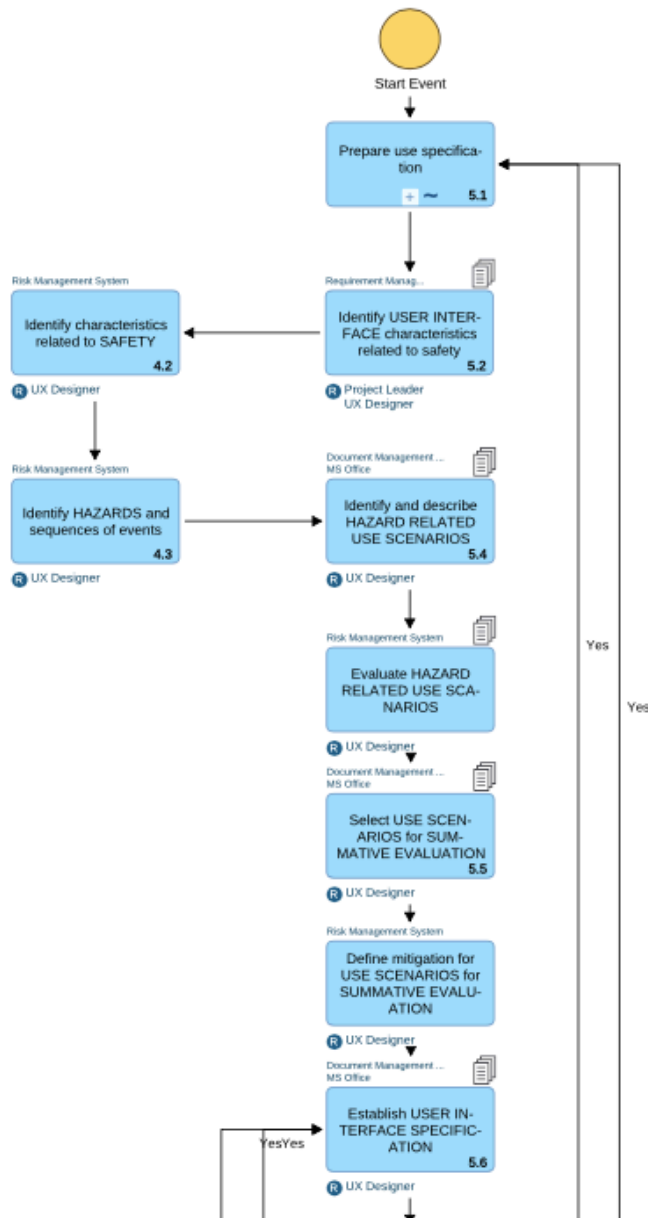 Start Event
Prepare use specifica-
tion
5.1
Risk Management System
Identify characteristics
related to SAFETY
4.2
R UX Designer
Requirement Manag...
Identify USER INTER-
FACE characteristics
related to safety
5.2
R Project Leader
UX Designer
Risk Management System
Identify HAZARDS and
sequences of events
4.3
R UX Designer
Document Management ...
MS Office
Identify and describe
HAZARD RELATED
USE SCENARIOS
5.4
R UX Designer
Risk Management System
Evaluate HAZARD
RELATED USE SCA-
NARIOS
R UX Designer
Yes
Yes
Document Management ...
MS Office
Select USE SCEN-
ARIOS for SUM-
MATIVE EVALUATION
5.5
R UX Designer
Risk Management System
Define mitigation for
USE SCENARIOS for
SUMMATIVE EVALU-
ATION
R UX Designer
Document Management ...
MS Office
Establish USER IN-
TERFACE SPECIFIC-
ATION
5.6
YesYes
R UX Designer